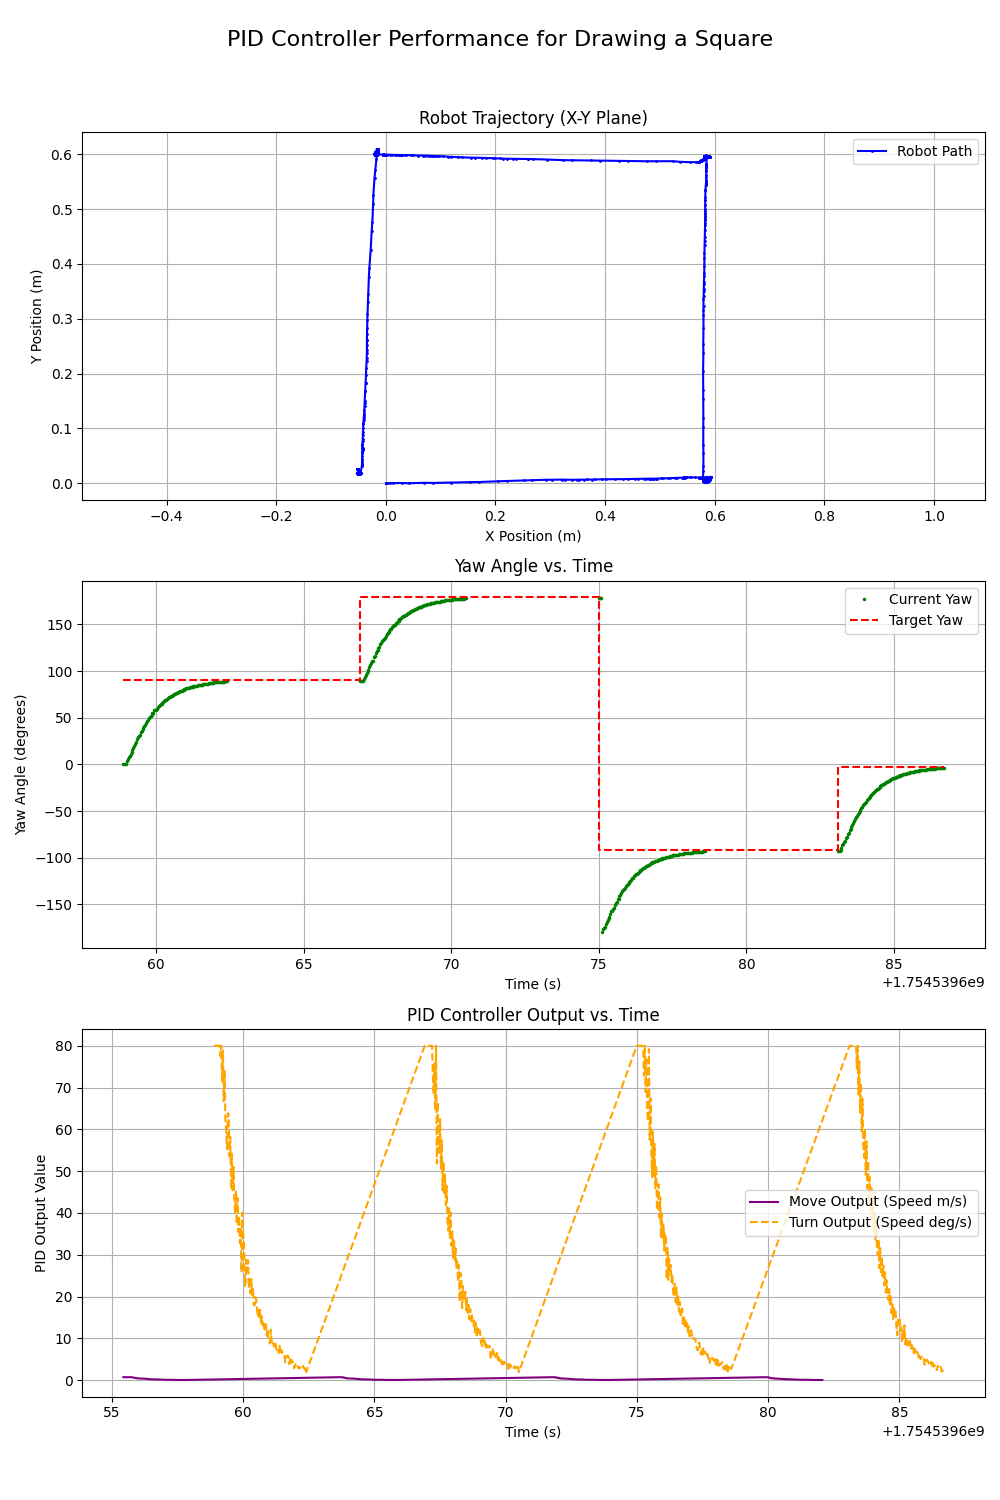 PID Controller Performance for Drawing a Square
Robot Trajectory (X-Y Plane)
Robot Path
0.6
0.5
0.4
0.3
0.2
0.1
0.0
Y Position (m)
−0.4 −0.2 0.0 0.2 0.4 0.6 0.8 1.0
X Position (m)
Yaw Angle vs. Time
Current Yaw
Target Yaw
150
100
50
0
−50
−100
−150
Yaw Angle (degrees)
60 65 70 75 80 85
+1.7545396e9
Time (s)
PID Controller Output vs. Time
80
70
60
50
40
30
20
10
0
PID Output Value
Move Output (Speed m/s)
Turn Output (Speed deg/s)
55 60 65 70 75 80 85
+1.7545396e9
Time (s)